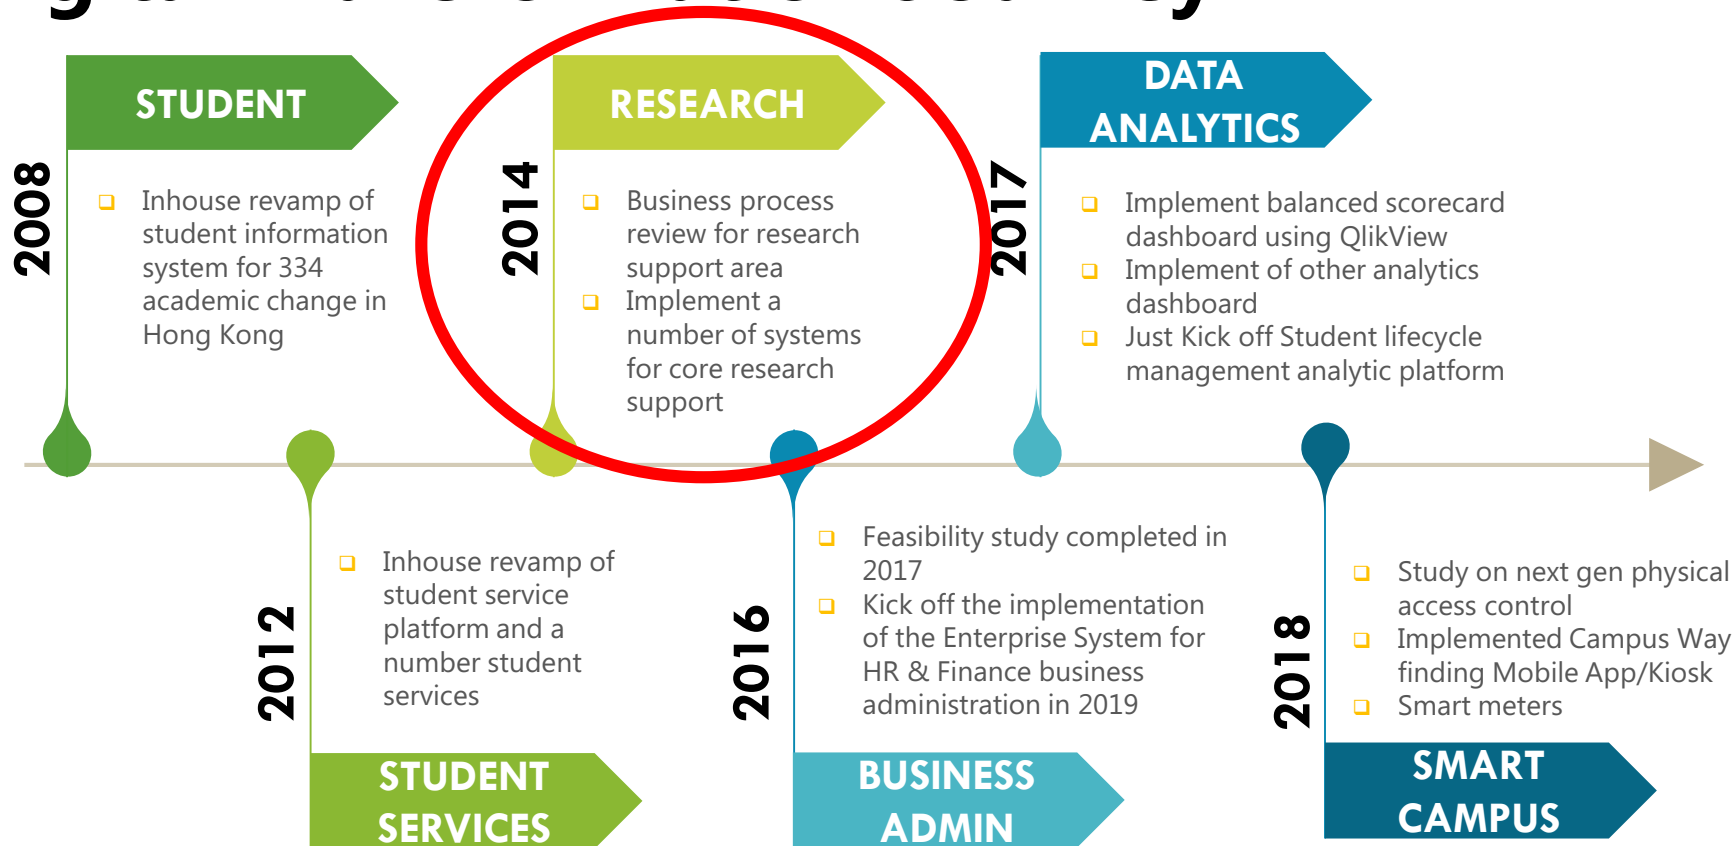 STUDENT
2008
Inhouse revamp of
student information
system for 334
academic change in
Hong Kong
2012
Inhouse revamp of
student service
platform and a
number student
services
STUDENT
SERVICES
RESEARCH
2014
Business process
review for research
support area
Implement a
number of systems
for core research
support
2016
Feasibility study completed in
2017
Kick off the implementation
of the Enterprise System for
HR & Finance business
administration in 2019
BUSINESS
ADMIN
DATA
ANALYTICS
2017
Implement balanced scorecard
dashboard using QlikView
Implement of other analytics
dashboard
Just Kick off Student lifecycle
management analytic platform
2018
Study on next gen physical
access control
Implemented Campus Way
finding Mobile App/Kiosk
Smart meters
SMART
CAMPUS